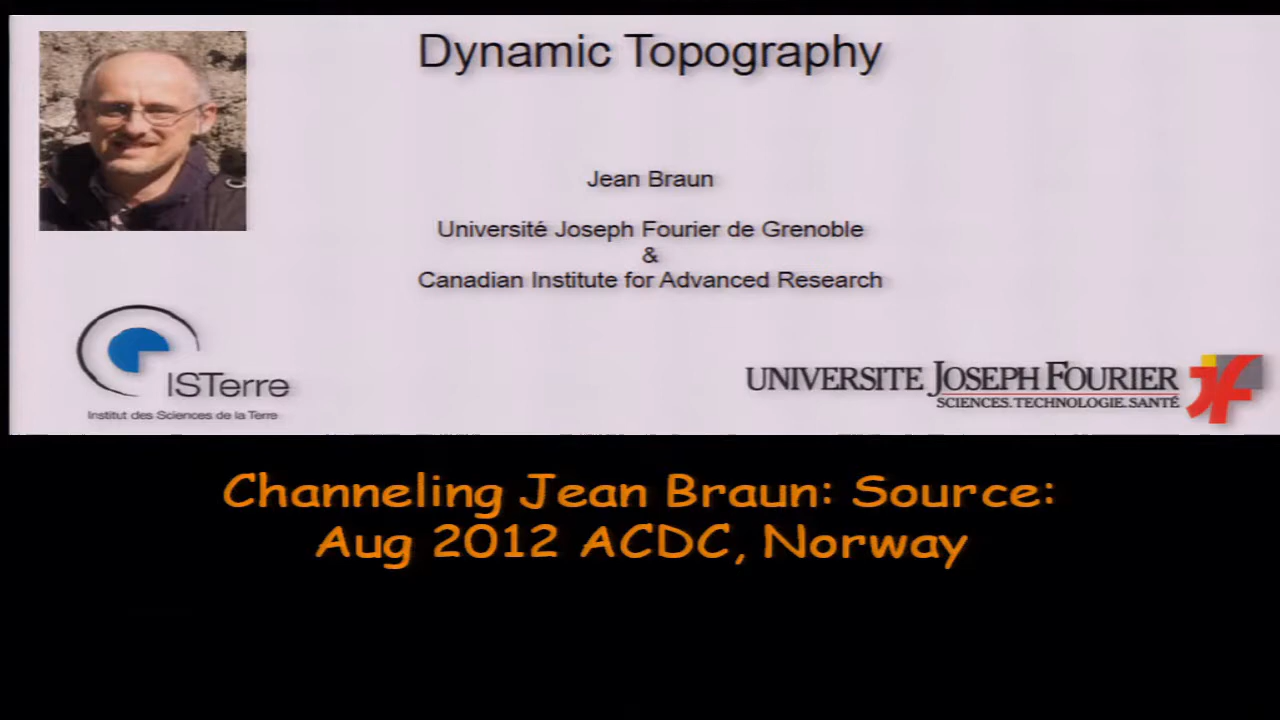 Dynamic Topography
Jean Braun
Université Joseph Fourier de Grenoble
&
Canadian Institute for Advanced Research
ISTerre
Institut des Sciences de la Terre
UNIVERSITE JOSEPH FOURIER
SCIENCES. TECHNOLOGIE. SANTÉ
Channeling Jean Braun: Source:
Aug 2012 ACDC, Norway